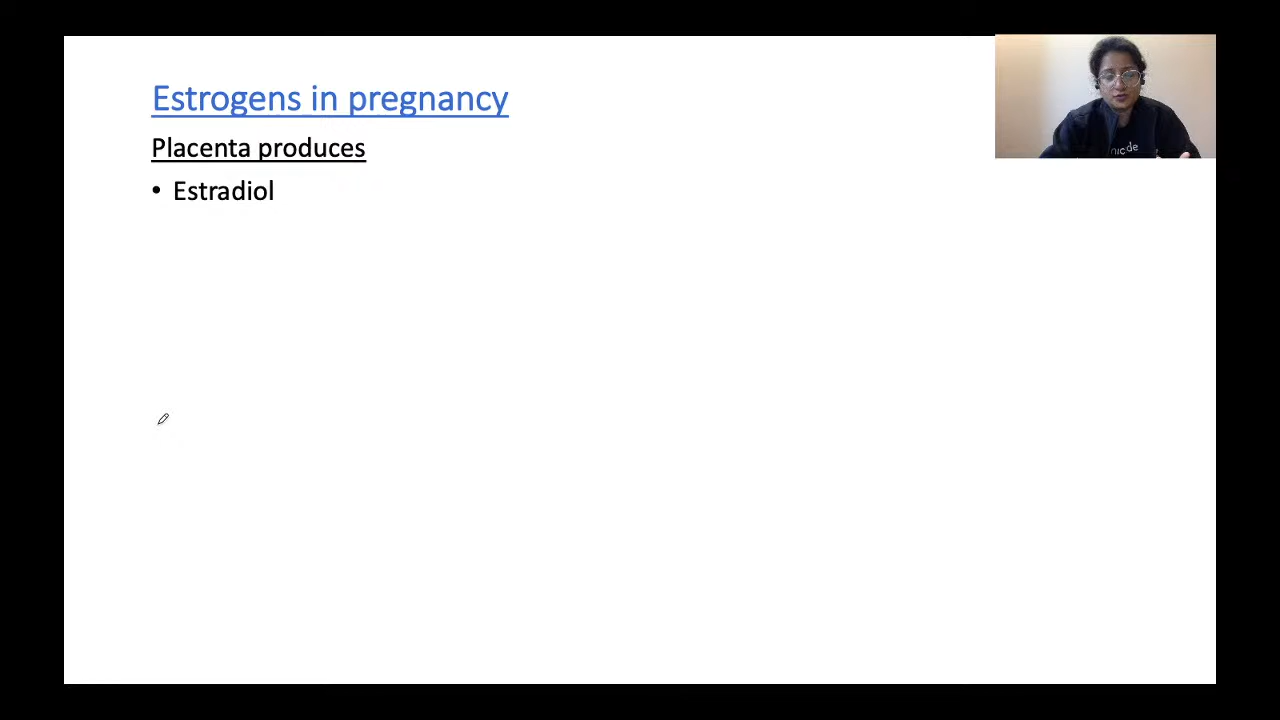 Estrogens in pregnancy
Placenta produces
• Estradiol